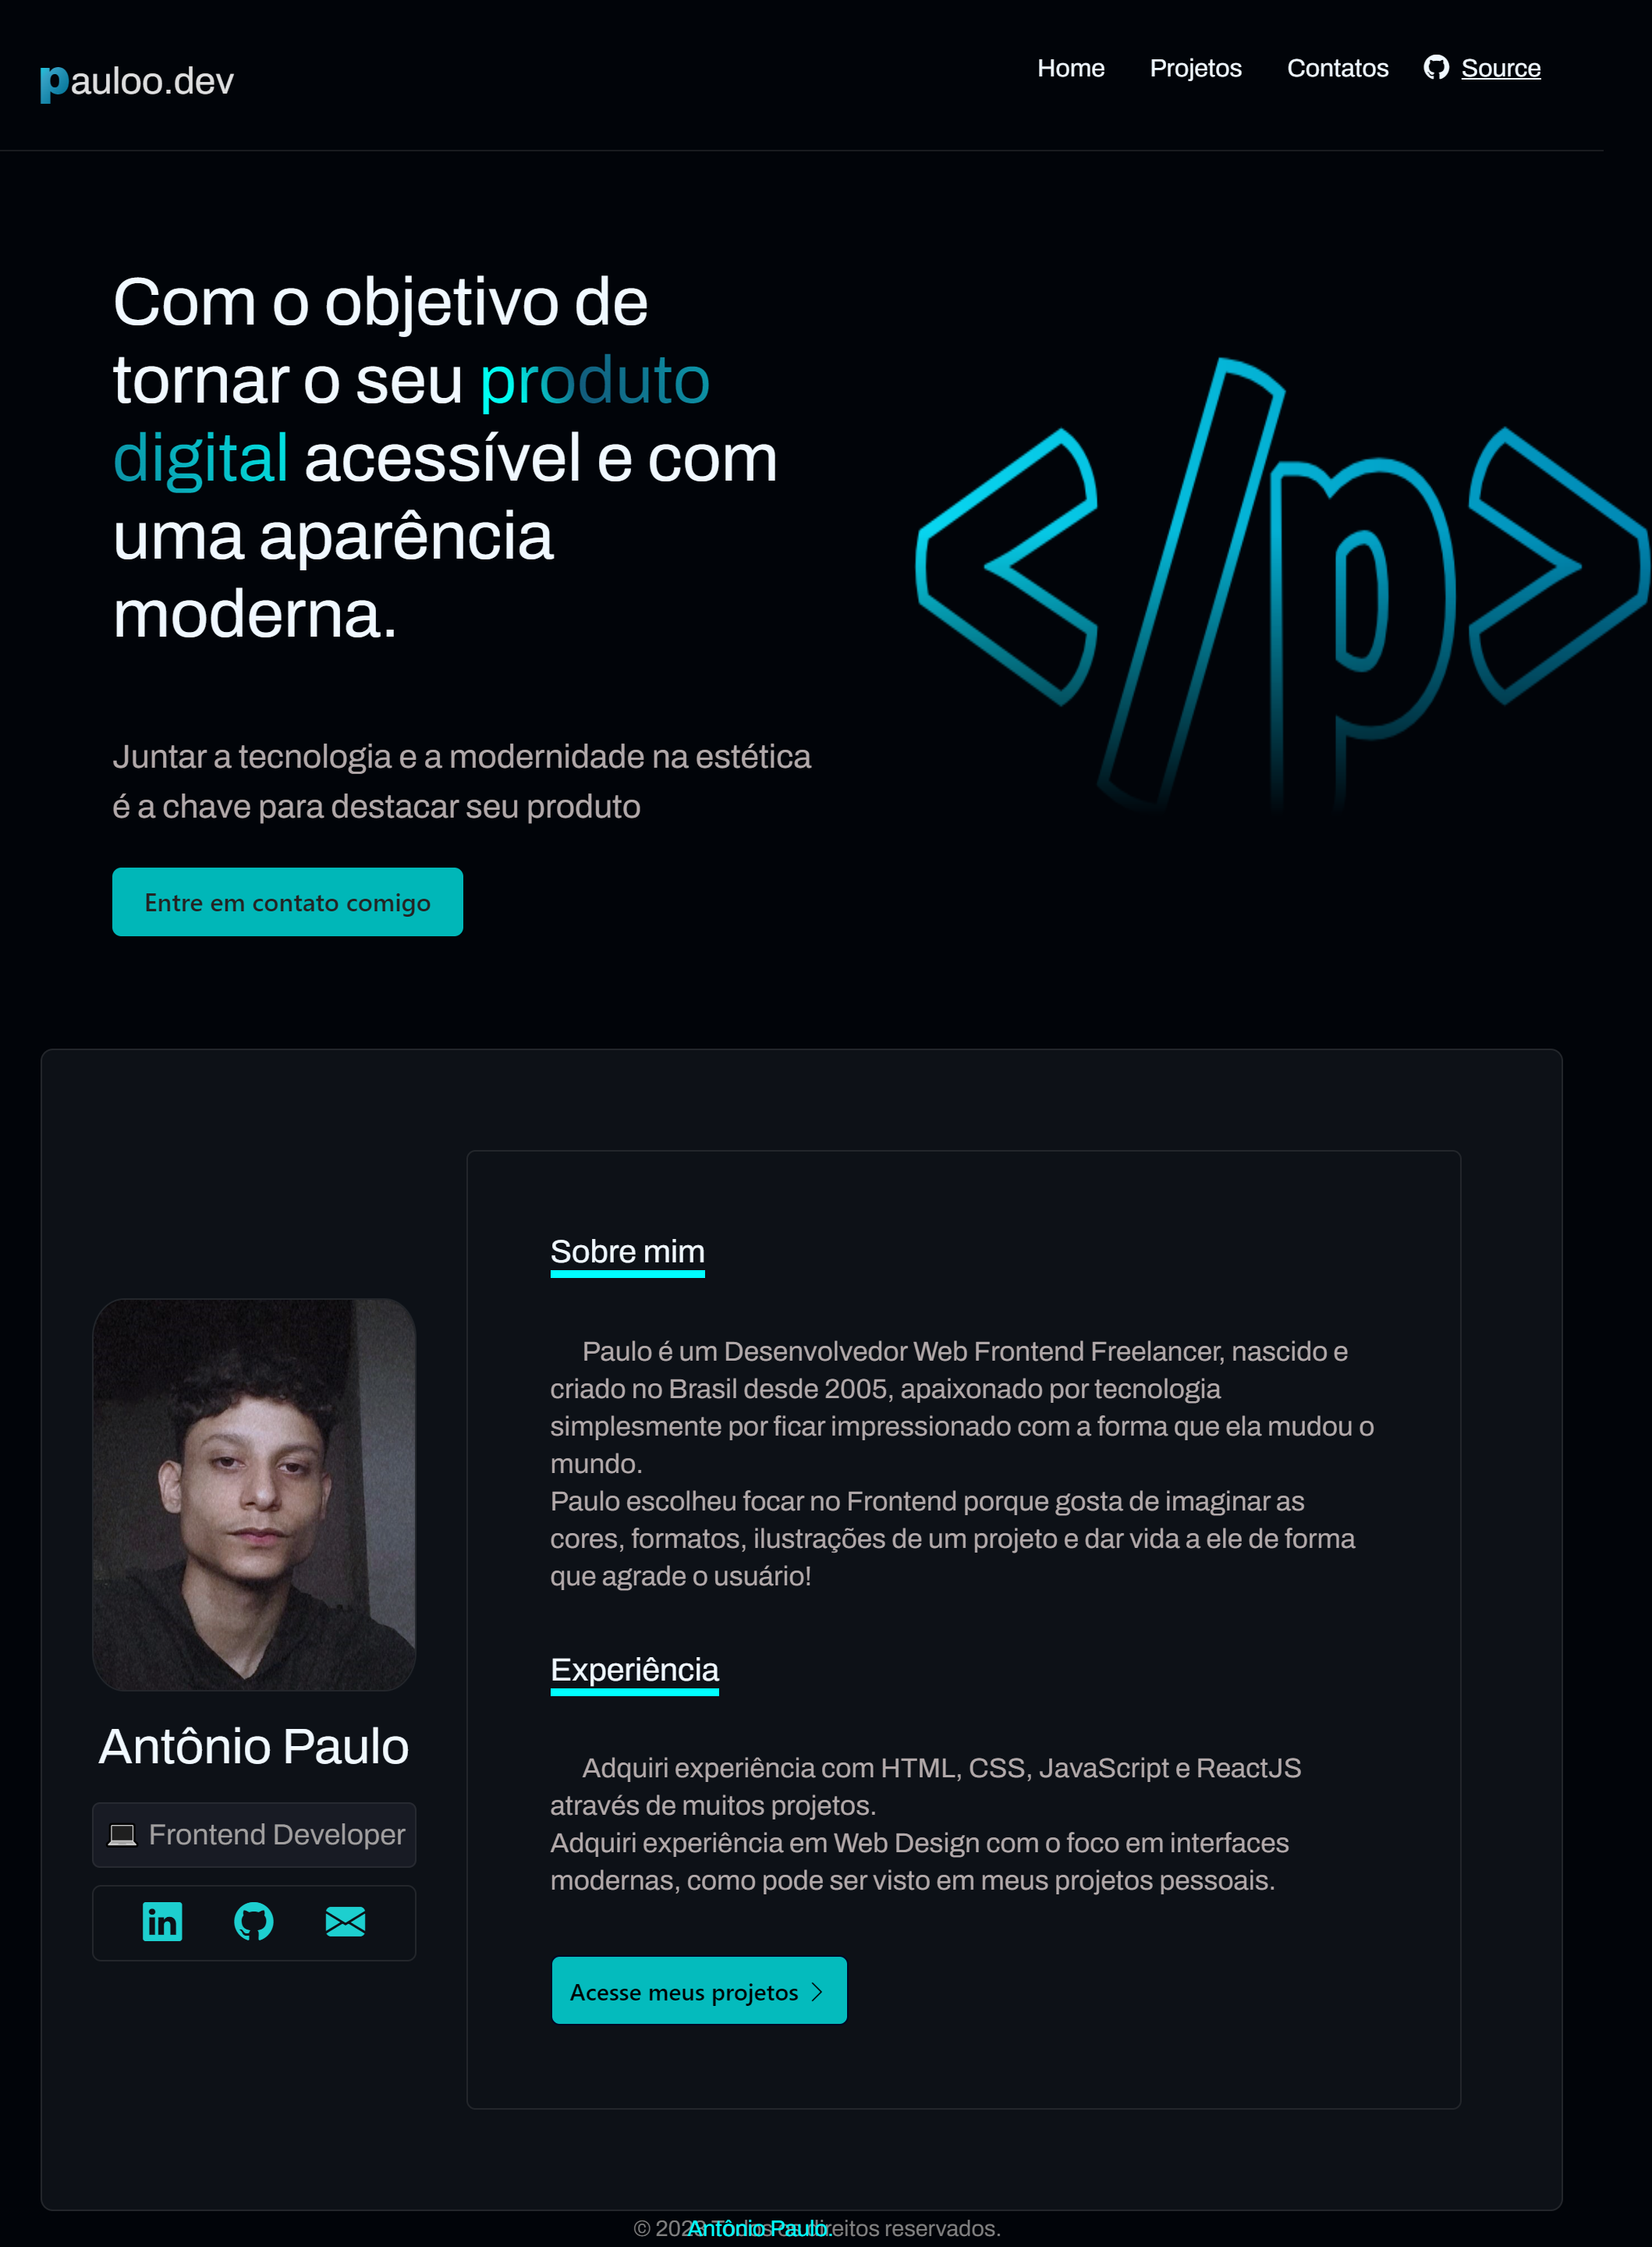 pauloo.dev
Home Projetos Contatos Source
Com o objetivo de
tornar o seu produto
digital acessível e com
uma aparência
moderna.
</p>
Juntar a tecnologia e a modernidade na estética
é a chave para destacar seu produto
Entre em contato comigo
Sobre mim
Paulo é um Desenvolvedor Web Frontend Freelancer, nascido e
criado no Brasil desde 2005, apaixonado por tecnologia
simplesmente por ficar impressionado com a forma que ela mudou o
mundo.
Paulo escolheu focar no Frontend porque gosta de imaginar as
cores, formatos, ilustrações de um projeto e dar vida a ele de forma
que agrade o usuário!
Experiência
Adquiri experiência com HTML, CSS, JavaScript e ReactJS
através de muitos projetos.
Adquiri experiência em Web Design com o foco em interfaces
modernas, como pode ser visto em meus projetos pessoais.
Acesse meus projetos
Antônio Paulo
Frontend Developer
in
© reservados.
Antônio Paulo.